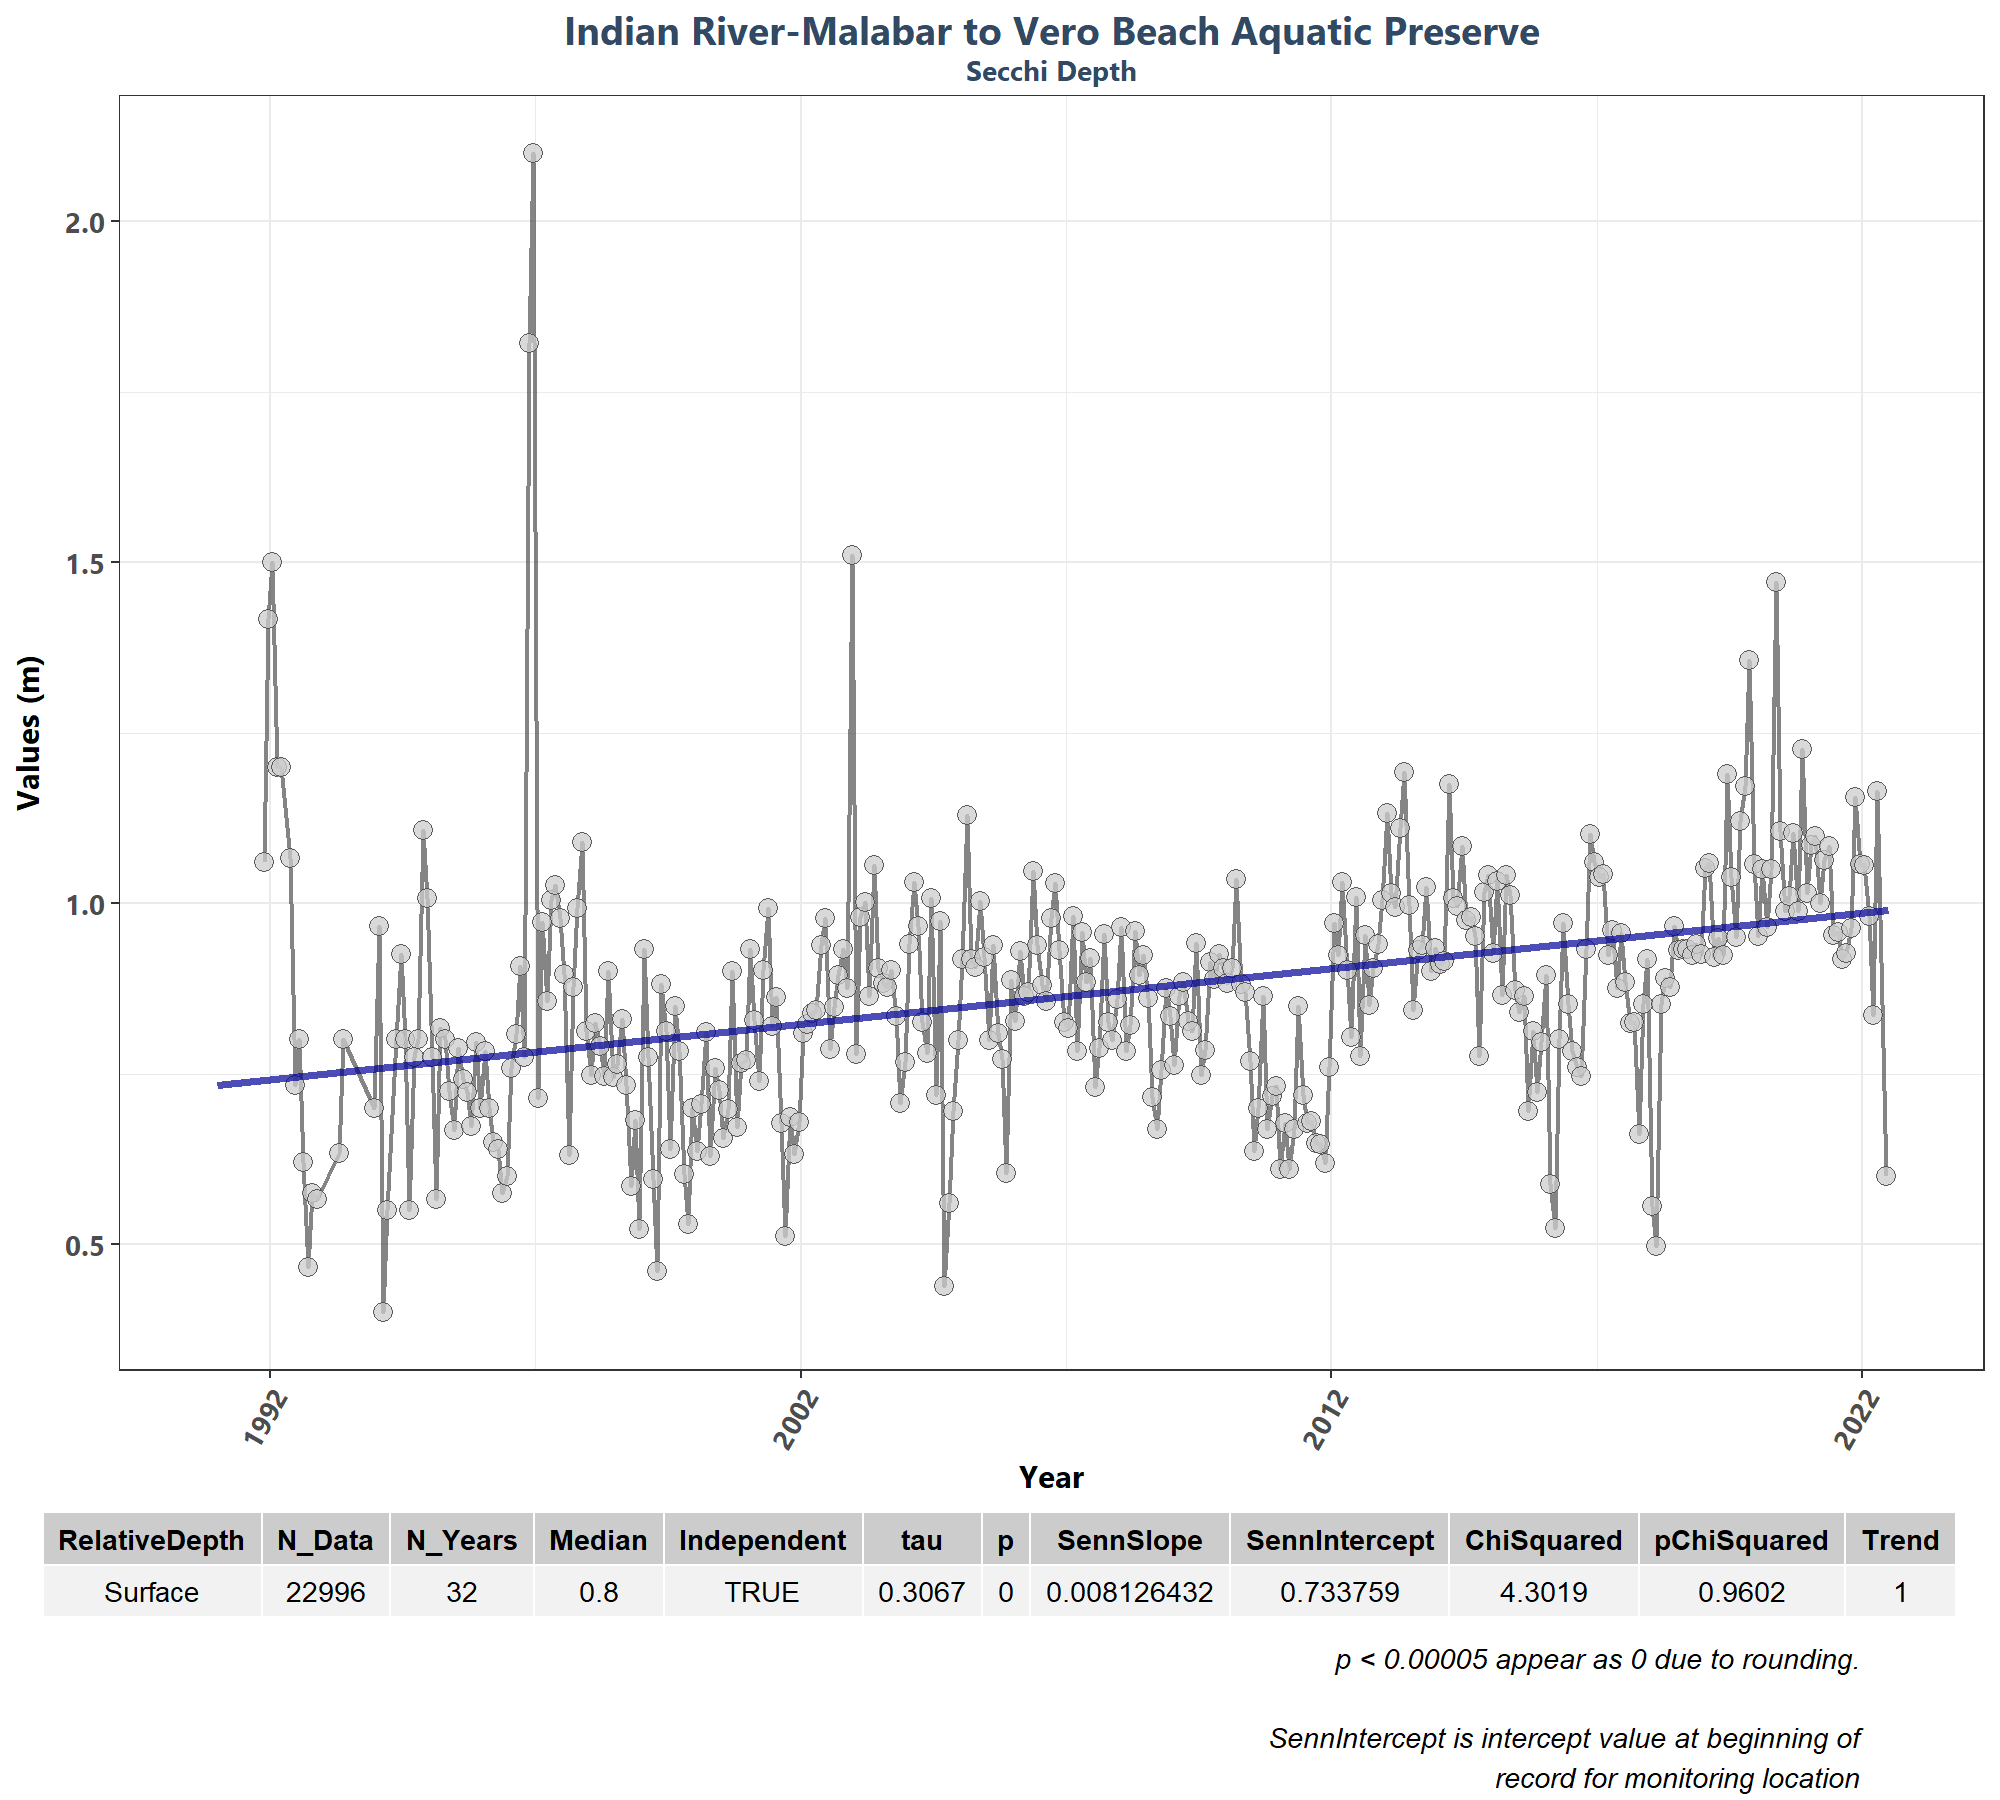 Indian River-Malabar to Vero Beach Aquatic Preserve
Secchi Depth
Values (m)
2.0
1.5
1.0
0.5
1992 2002 2012 2022
Year
RelativeDepth N_Data N_Years Median Independent tau p SennSlope SennIntercept ChiSquared pChiSquared Trend
Surface 22996 32 0.8 TRUE 0.3067 0 0.008126432 0.733759 4.3019 0.9602 1
p < 0.00005 appear as 0 due to rounding.
SennIntercept is intercept value at beginning of
record for monitoring location